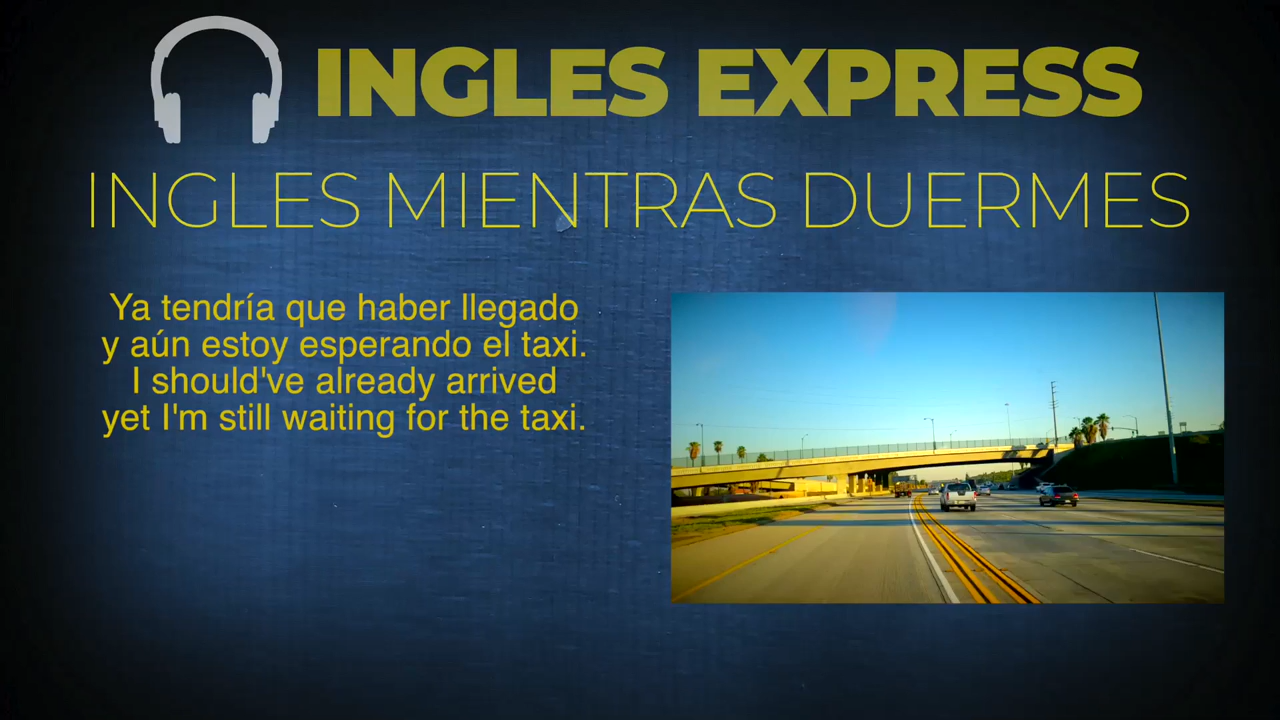 INGLES EXPRESS
INGLES MIENTRAS DUERMES
Ya tendría que haber llegado
y aún estoy esperando el taxi.
I should've already arrived
yet I'm still waiting for the taxi.